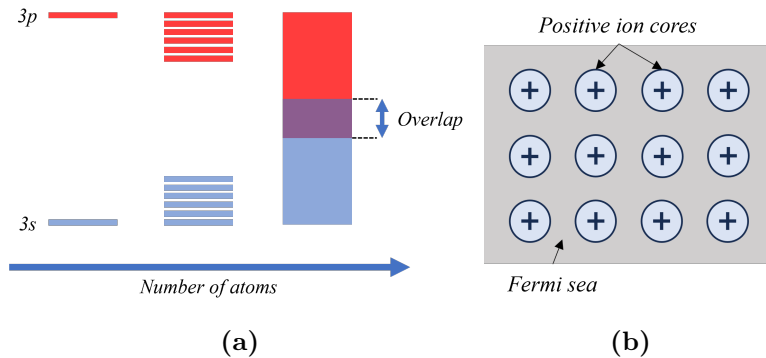 3p
Overlap
3s
Number of atoms
(a)
Positive ion cores
+ + + +
+ + + +
+ + + +
Fermi sea
(b)